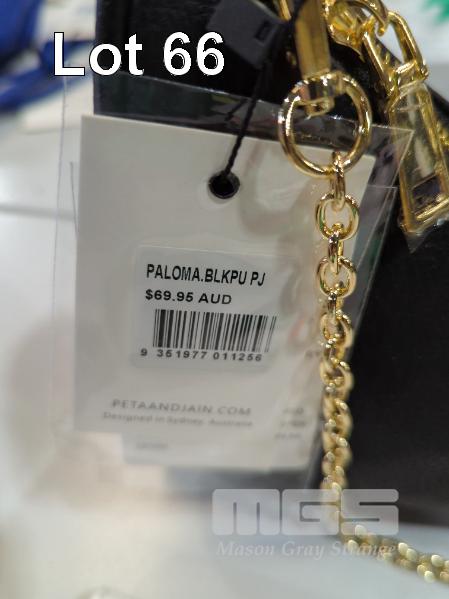 Lot 66
PALOMA.BLKPU PJ
$69.95 AUD
9 351977 011256
PETAANDJAIN.COM
Designed in Sydney, Australia
MGS
Mason Gray Strange